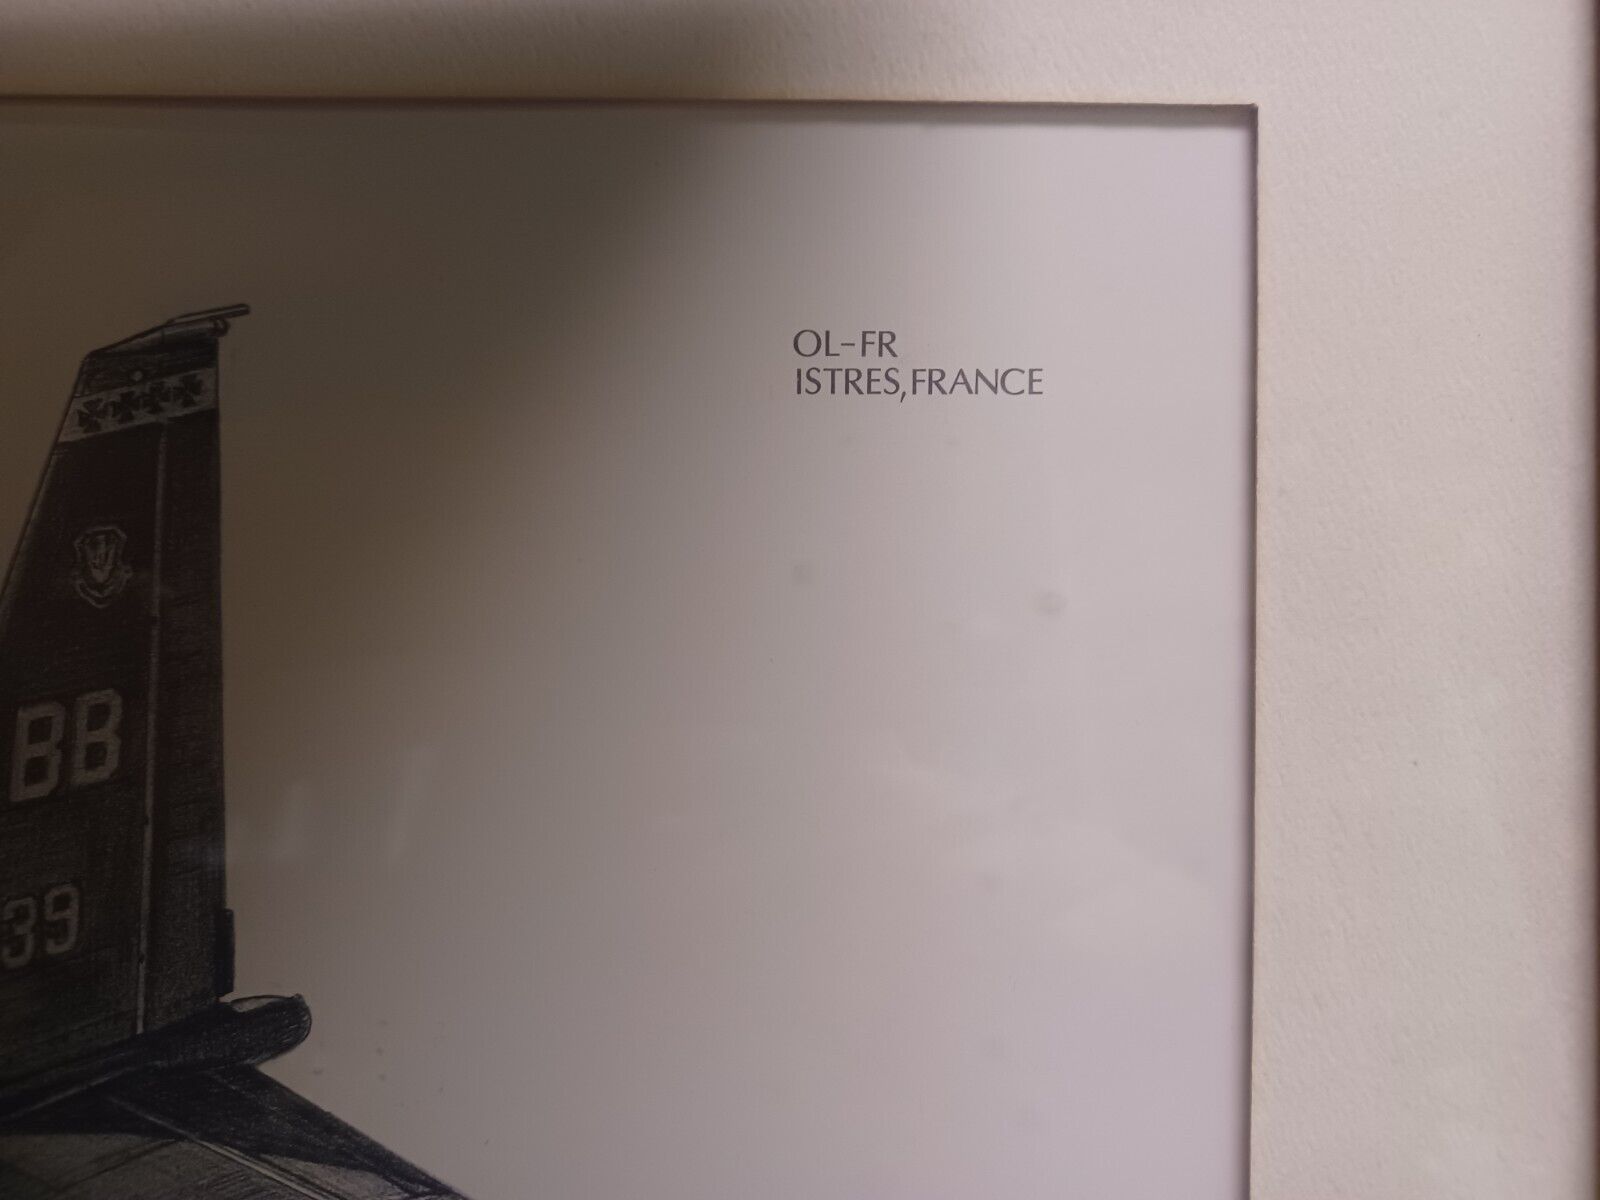 OL-FR
ISTRES, FRANCE
BB
39